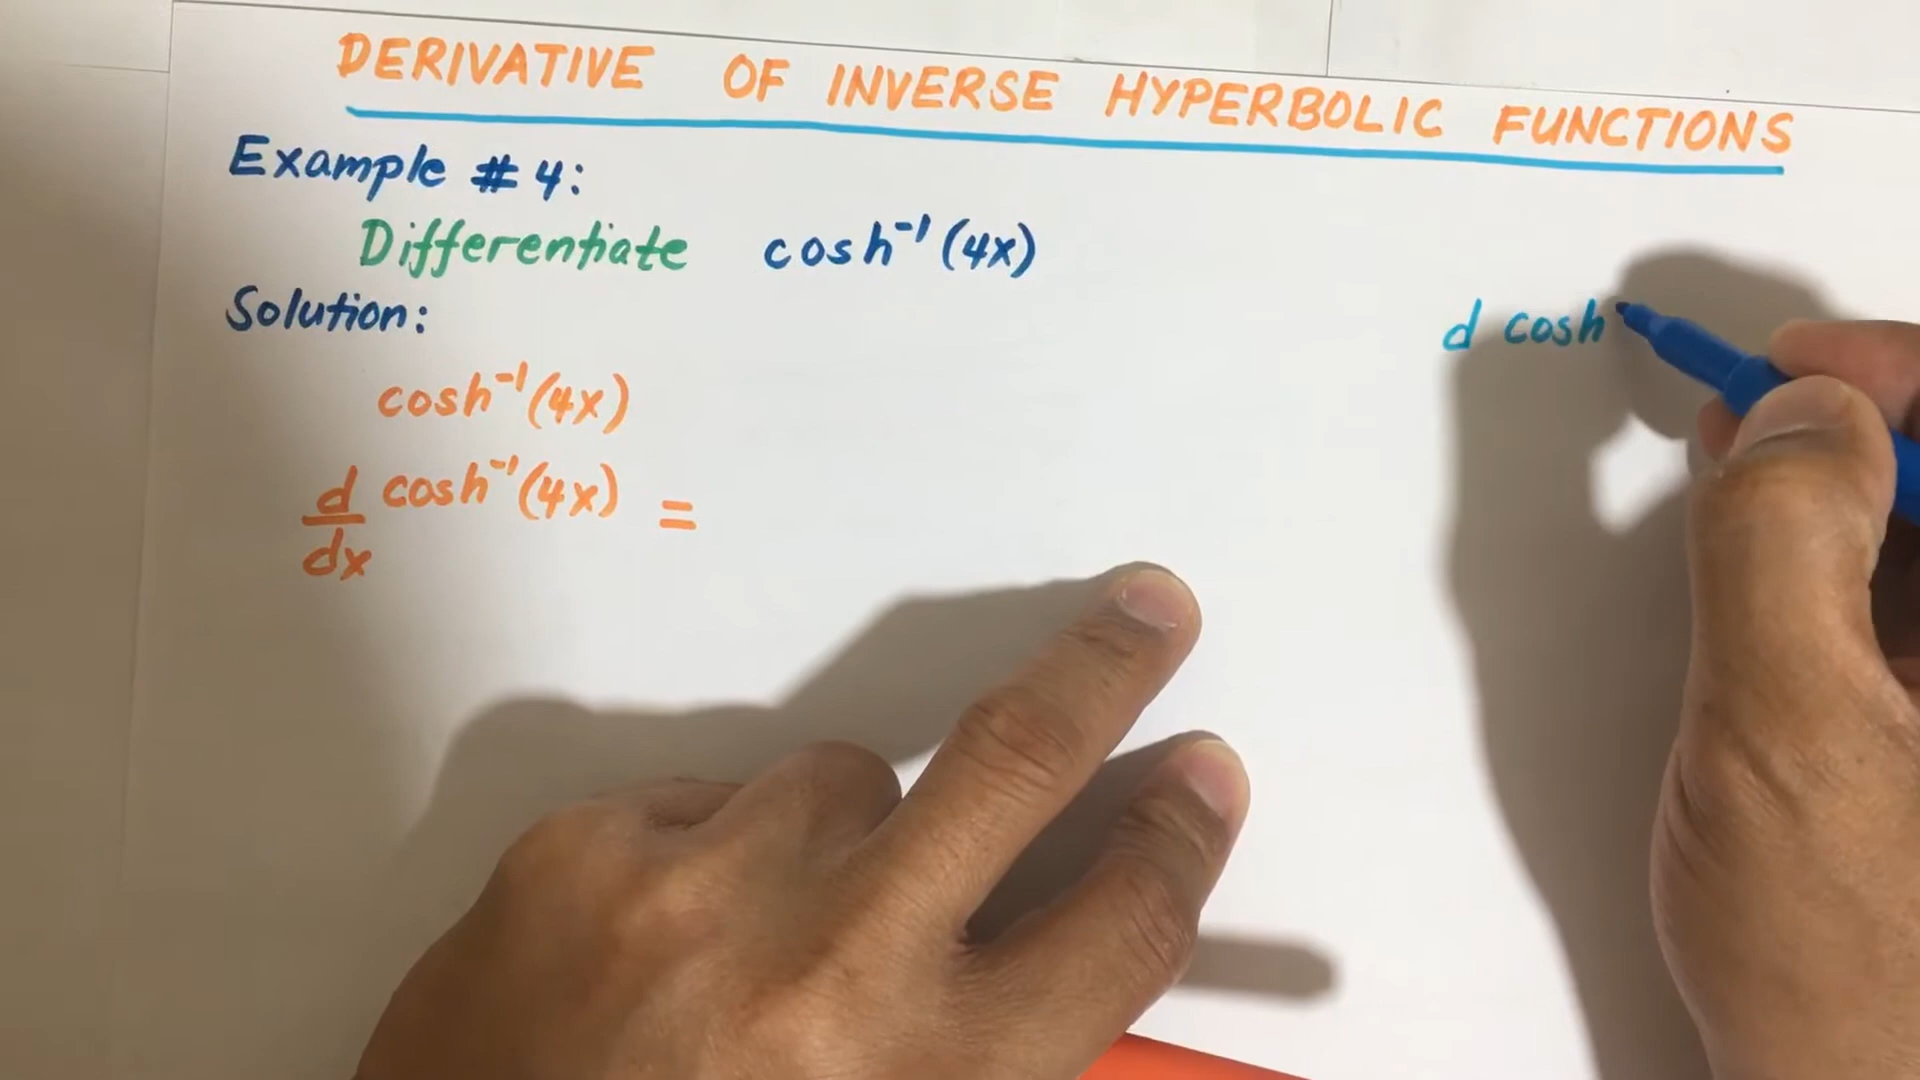 DERIVATIVE OF INVERSE HYPERBOLIC FUNCTIONS
Example # 4:
Differentiate cosh⁻¹(4x)
Solution:
d cosh
cosh⁻¹(4x)
d/dx cosh⁻¹(4x) =